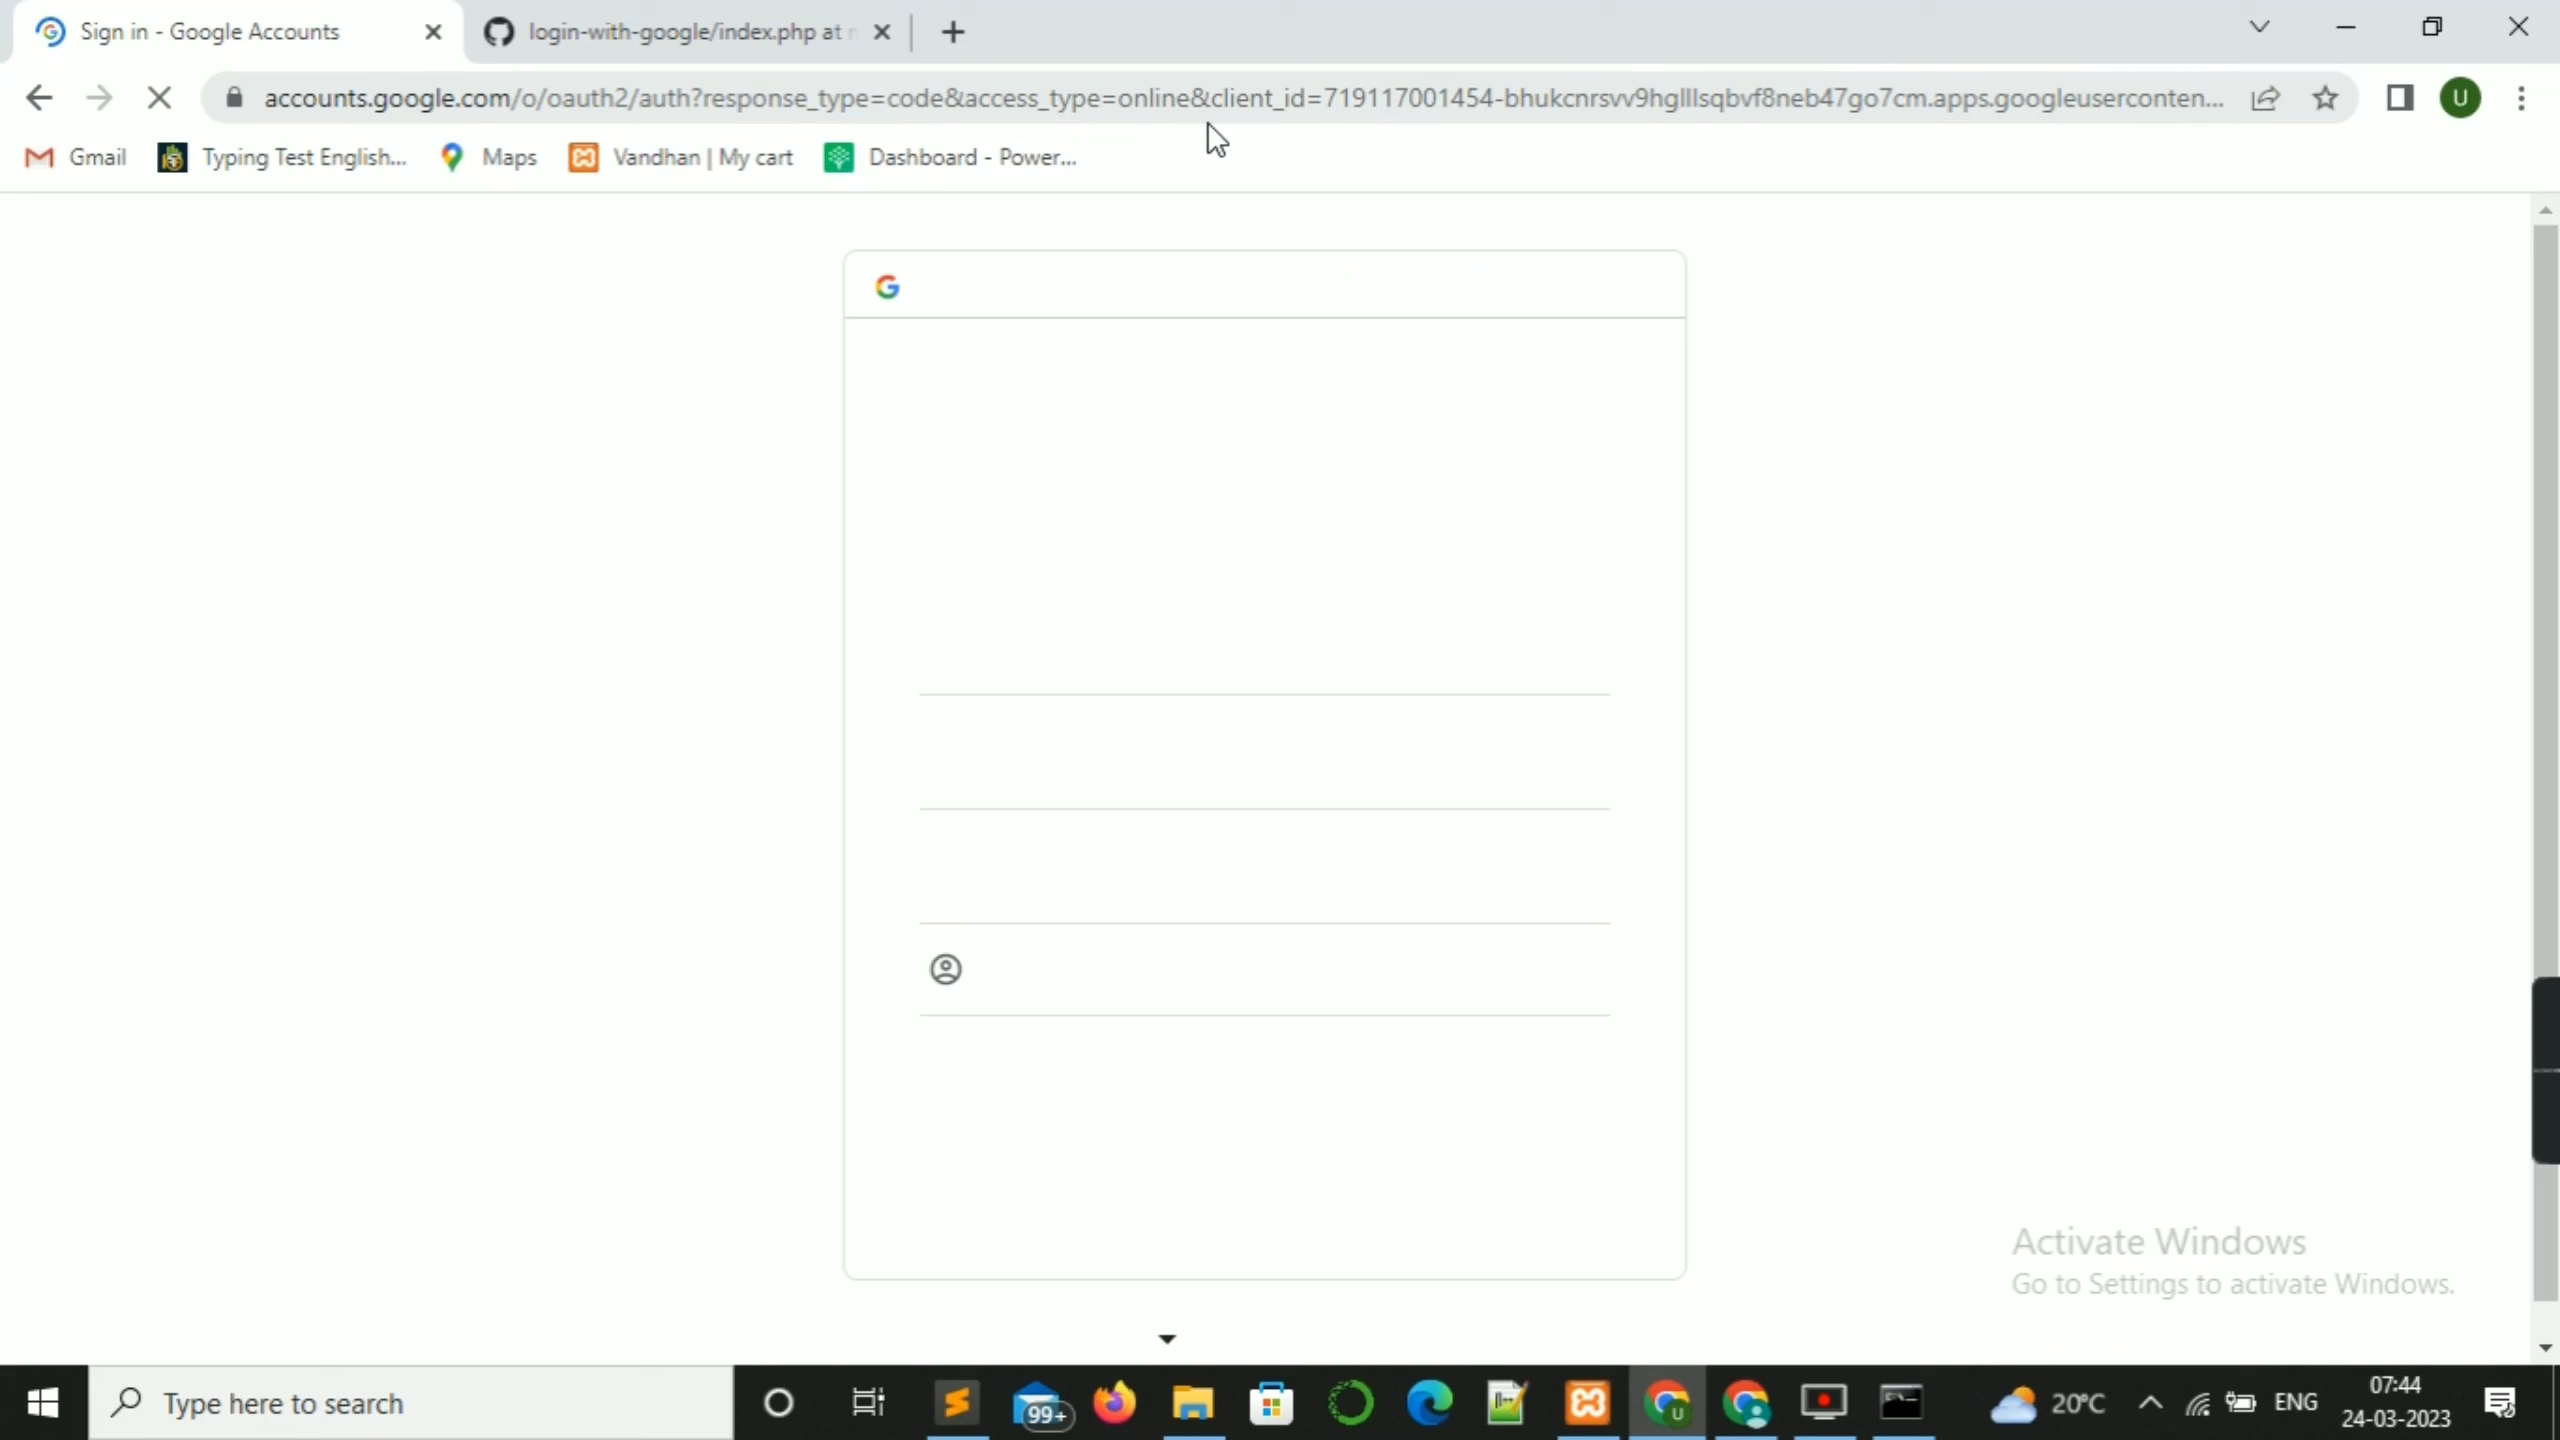 Sign in - Google Accounts
login-with-google/index.php at
accounts.google.com/o/oauth2/auth?response_type=code&access_type=online&client_id=719117001454-bhukcnrsvv9hglllsqbvf8neb47go7cm.apps.googleuserconten...
U
Gmail
Typing Test English...
Maps
Vandhan | My cart
Dashboard - Power...
Activate Windows
Go to Settings to activate Windows.
Type here to search
99+
20°C
ENG
07:44
24-03-2023